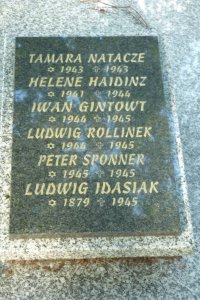 TAMARA NATACZE
✡ 1943 ✝ 1943
HELENE HAIDINZ
✡ 1941 ✝ 1944
IWAN GINTOWT
✡ 1944 ✝ 1945
LUDWIG ROLLINEK
✡ 1944 ✝ 1945
PETER SPONNER
✡ 1945 ✝ 1945
LUDWIG IDASIAK
✡ 1879 ✝ 1945